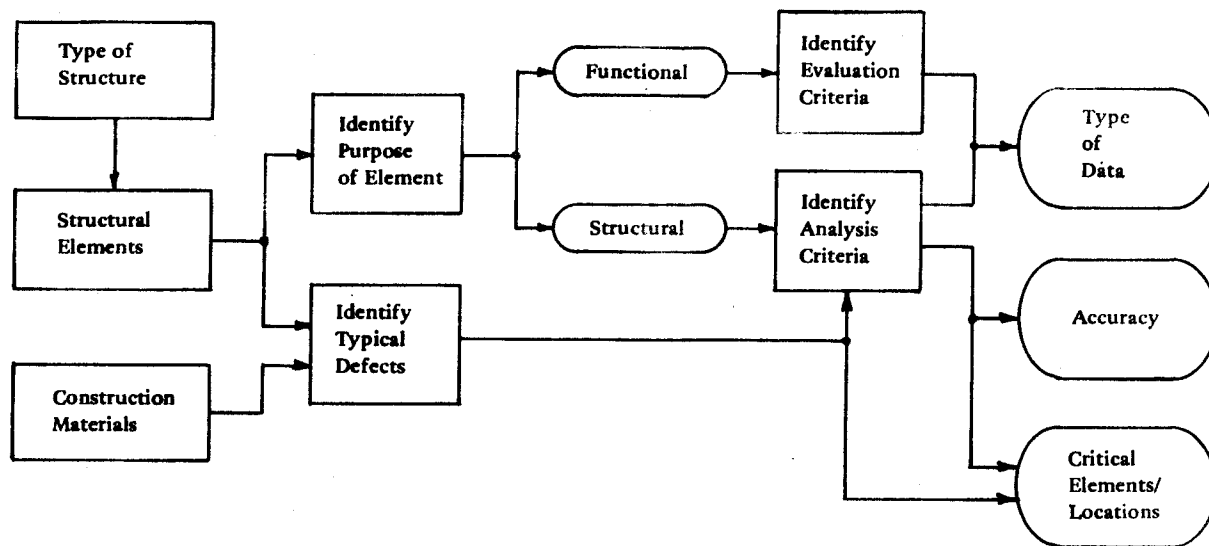 Type of
Structure
Structural
Elements
Construction
Materials
Identify
Purpose
of Element
Identify
Typical
Defects
Functional
Structural
Identify
Evaluation
Criteria
Identify
Analysis
Criteria
Type
of
Data
Accuracy
Critical
Elements/
Locations